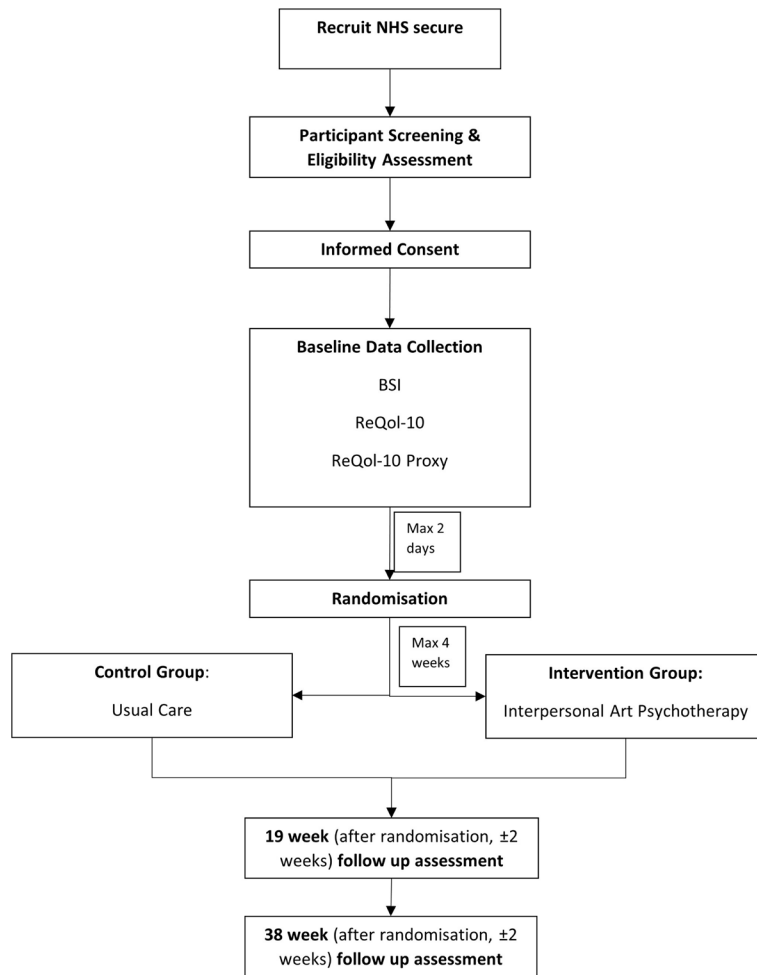 Recruit NHS secure
Participant Screening &
Eligibility Assessment
Informed Consent
Baseline Data Collection
BSI
ReQol-10
ReQol-10 Proxy
Max 2
days
Randomisation
Max 4
weeks
Control Group:
Usual Care
Intervention Group:
Interpersonal Art Psychotherapy
19 week (after randomisation, ±2
weeks) follow up assessment
38 week (after randomisation, ±2
weeks) follow up assessment